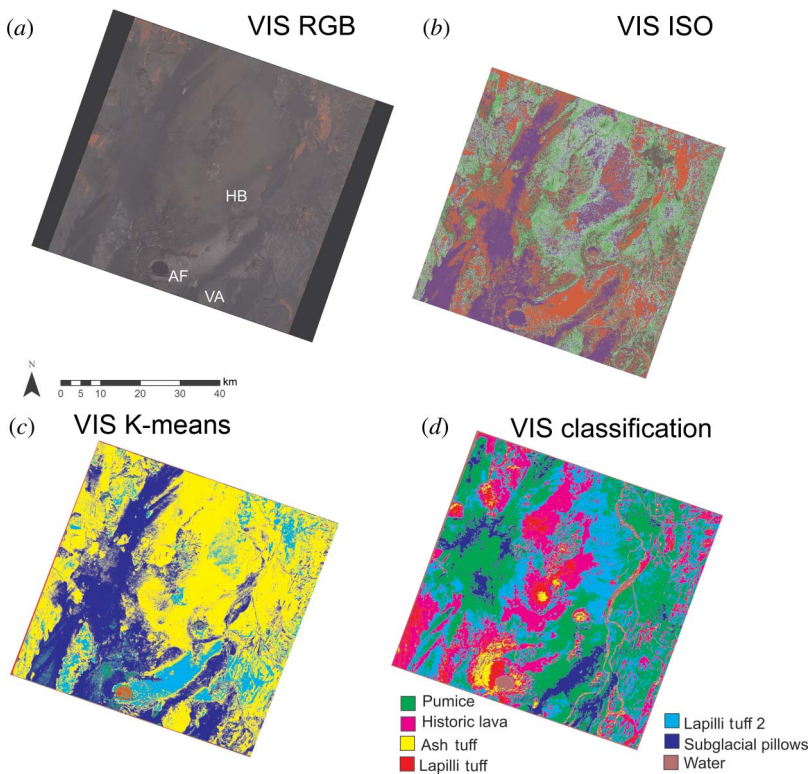 (a) VIS RGB
(b) VIS ISO
HB
AF
VA
N
km
0 5 10 20 30 40
(c) VIS K-means
(d) VIS classification
Pumice
Historic lava
Ash tuff
Lapilli tuff
Lapilli tuff 2
Subglacial pillows
Water